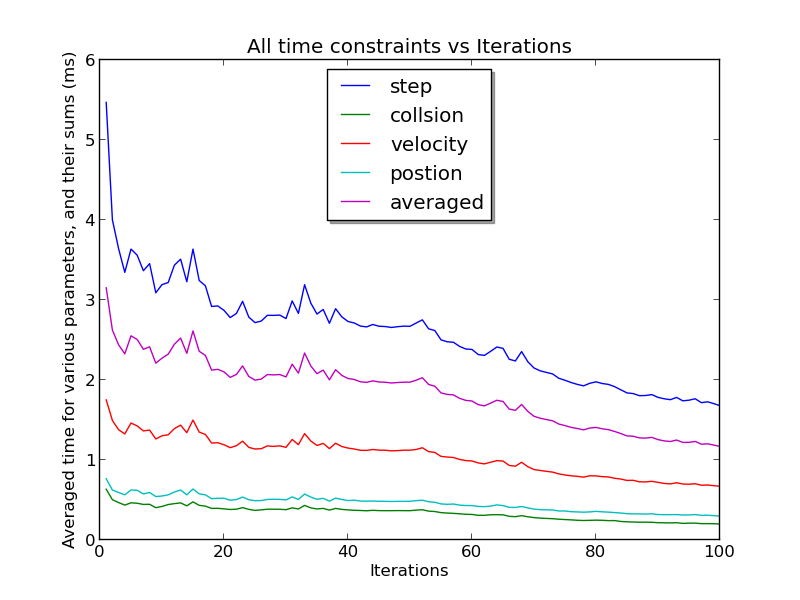 All time constraints vs Iterations
Averaged time for various parameters, and their sums (ms)
6
5
4
3
2
1
0
step
collsion
velocity
postion
averaged
0 20 40 60 80 100
Iterations